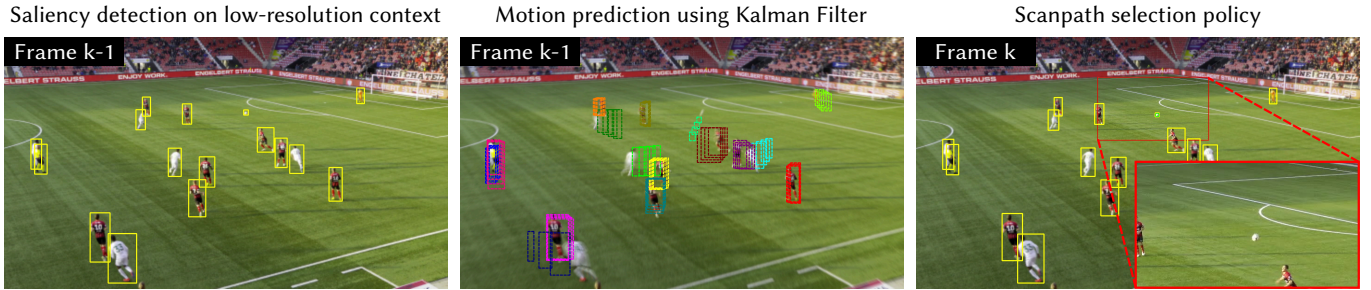 Saliency detection on low-resolution context
Motion prediction using Kalman Filter
Scanpath selection policy
Frame k-1
Frame k-1
Frame k
ENGELBERT STRAUSS
ENJOY WORK.
ENGELBERT STRAUSS
ENGELBERT STRAUSS
ENJOY WORK.
ENGELBERT STRAUSS
ENGELBERT STRAUSS
ENJOY WORK.
ENGELBERT STRAUSS